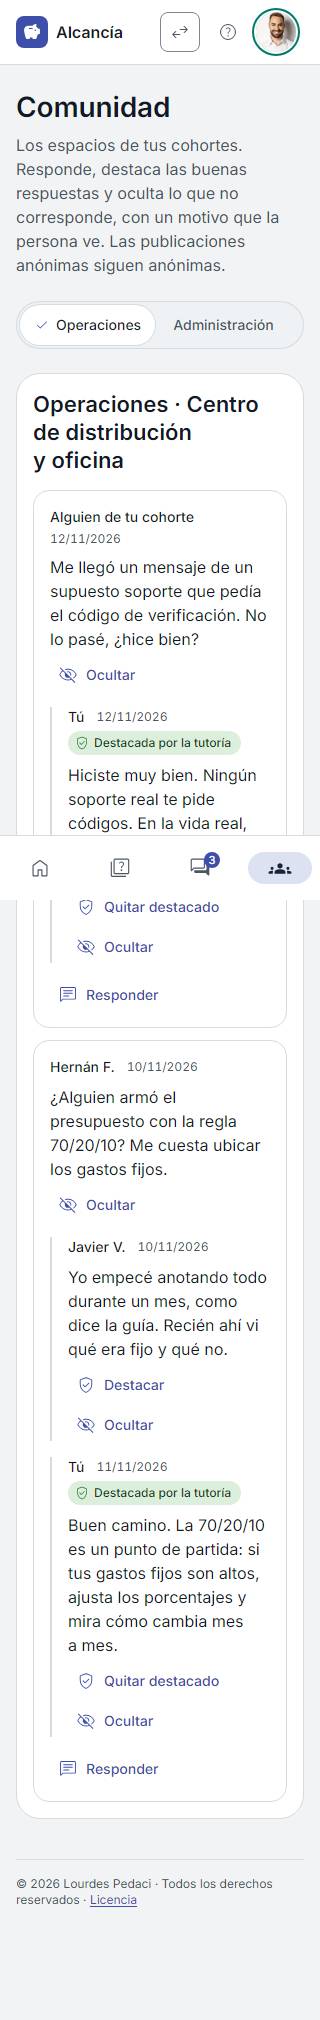 Alcancía
Comunidad
Los espacios de tus cohortes.
Responde, destaca las buenas
respuestas y oculta lo que no
corresponde, con un motivo que la
persona ve. Las publicaciones
anónimas siguen anónimas.
Operaciones
Administración
Operaciones · Centro
de distribución
y oficina
Alguien de tu cohorte
12/11/2026
Me llegó un mensaje de un
supuesto soporte que pedía
el código de verificación. No
lo pasé, ¿hice bien?
Ocultar
Tú 12/11/2026
Destacada por la tutoría
Hiciste muy bien. Ningún
soporte real te pide
códigos. En la vida real,
3
Quitar destacado
Ocultar
Responder
Hernán F. 10/11/2026
¿Alguien armó el
presupuesto con la regla
70/20/10? Me cuesta ubicar
los gastos fijos.
Ocultar
Javier V. 10/11/2026
Yo empecé anotando todo
durante un mes, como
dice la guía. Recién ahí vi
qué era fijo y qué no.
Destacar
Ocultar
Tú 11/11/2026
Destacada por la tutoría
Buen camino. La 70/20/10
es un punto de partida: si
tus gastos fijos son altos,
ajusta los porcentajes y
mira cómo cambia mes
a mes.
Quitar destacado
Ocultar
Responder
© 2026 Lourdes Pedaci · Todos los derechos
reservados · Licencia